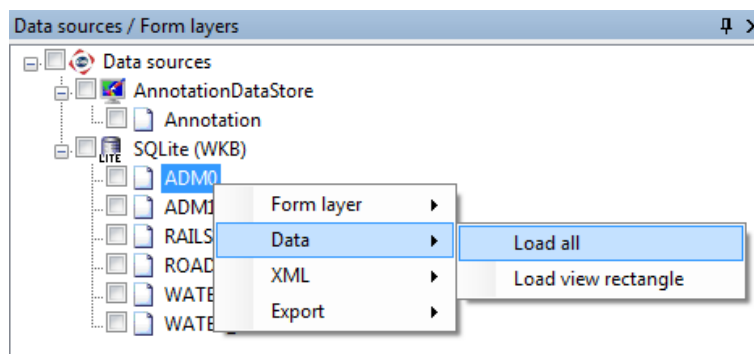 Data sources / Form layers
Data sources
AnnotationDataStore
Annotation
LITE SQLite (WKB)
ADM0
ADM1
Form layer
RAILS
Data
Load all
ROAD
XML
Load view rectangle
WATE
Export
WATE